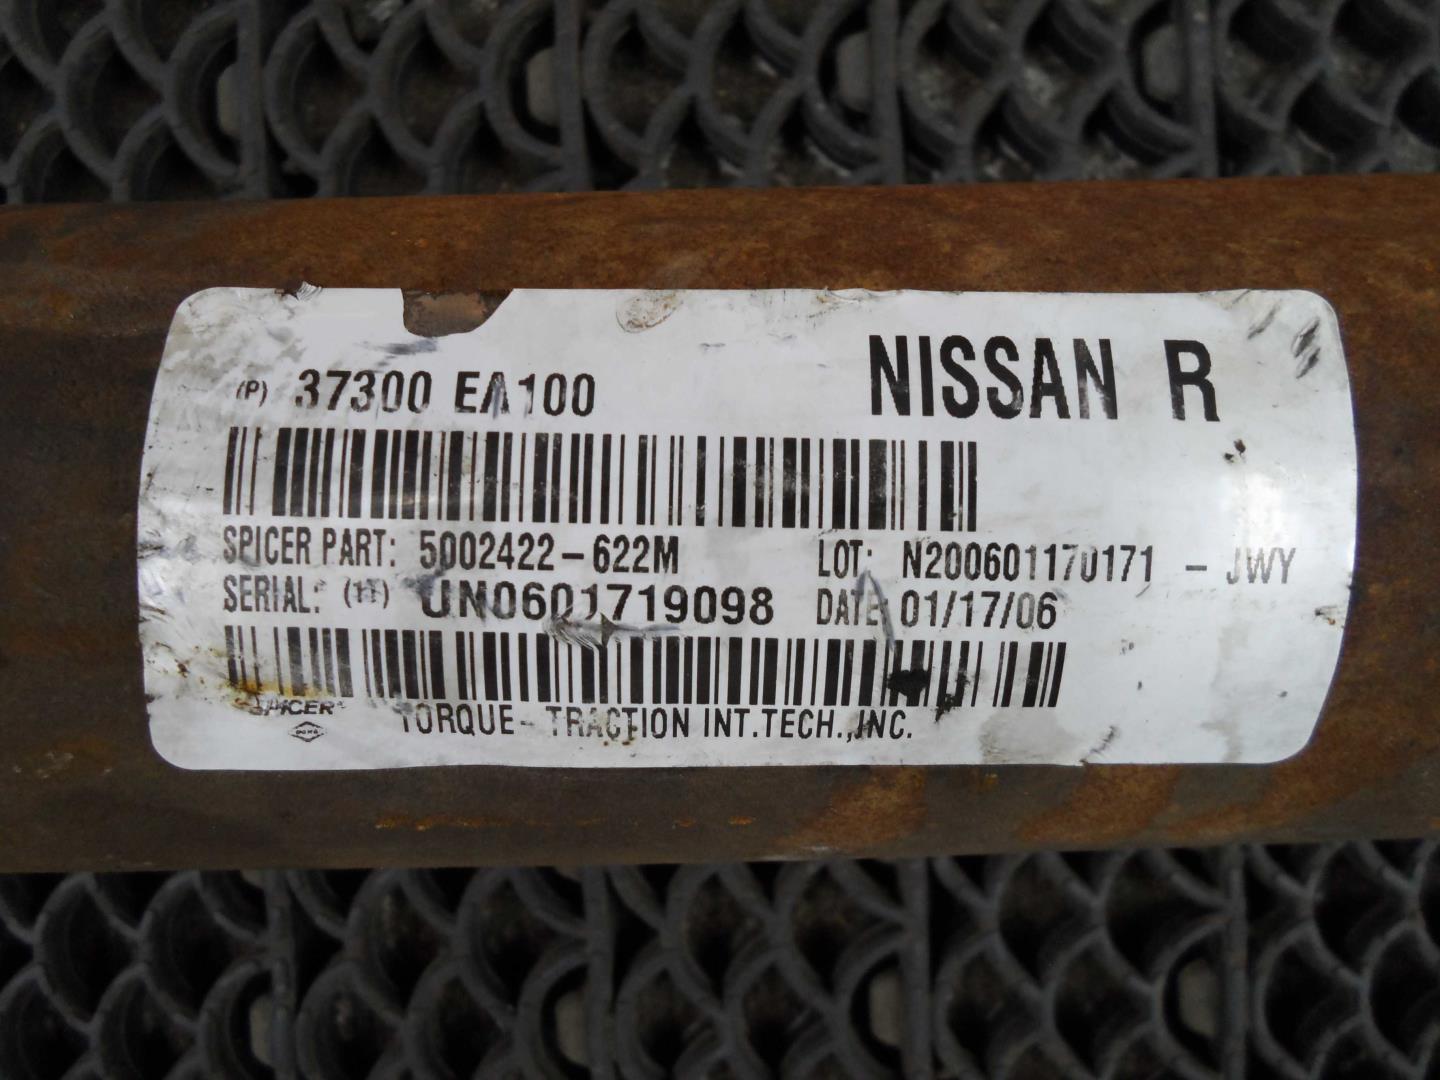 NISSAN R
(P) 37300 EA100
SPICER PART: 5002422-622M LOT: N200601170171 - JWY
SERIAL: (1T) UN0601719098 DATE: 01/17/06
SPICER
DANA
TORQUE- TRACTION INT.TECH.,INC.